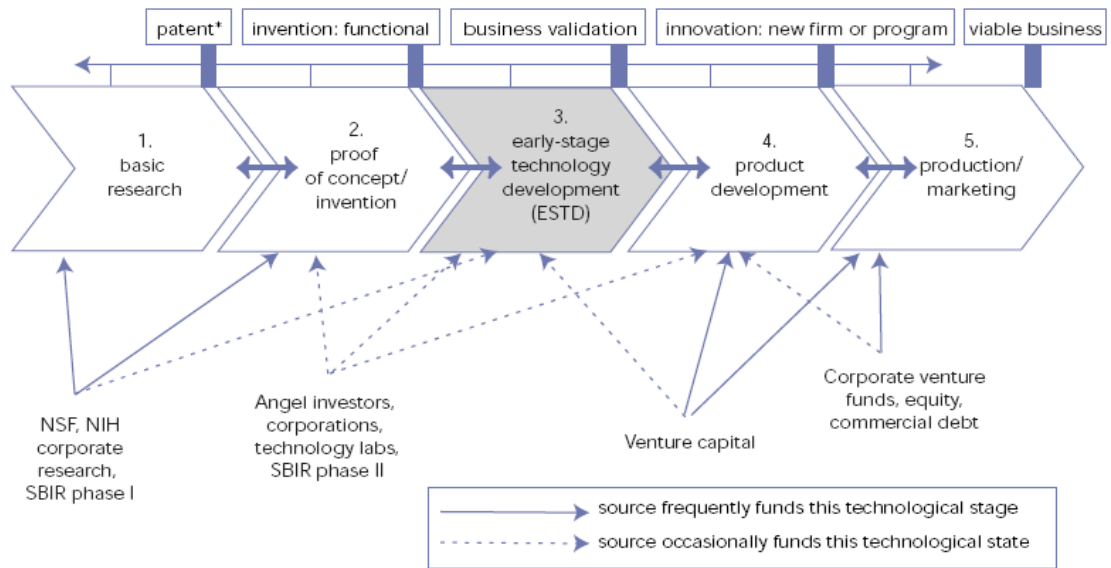 patent*
invention: functional
business validation
innovation: new firm or program
viable business
1.
basic
research
2.
proof
of concept/
invention
3.
early-stage
technology
development
(ESTD)
4.
product
development
5.
production/
marketing
NSF, NIH
corporate
research,
SBIR phase I
Angel investors,
corporations,
technology labs,
SBIR phase II
Venture capital
Corporate venture
funds, equity,
commercial debt
source frequently funds this technological stage
source occasionally funds this technological state